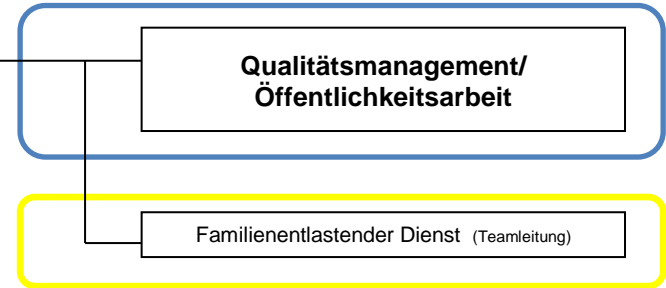 Qualitätsmanagement/
Öffentlichkeitsarbeit
Familienentlastender Dienst (Teamleitung)